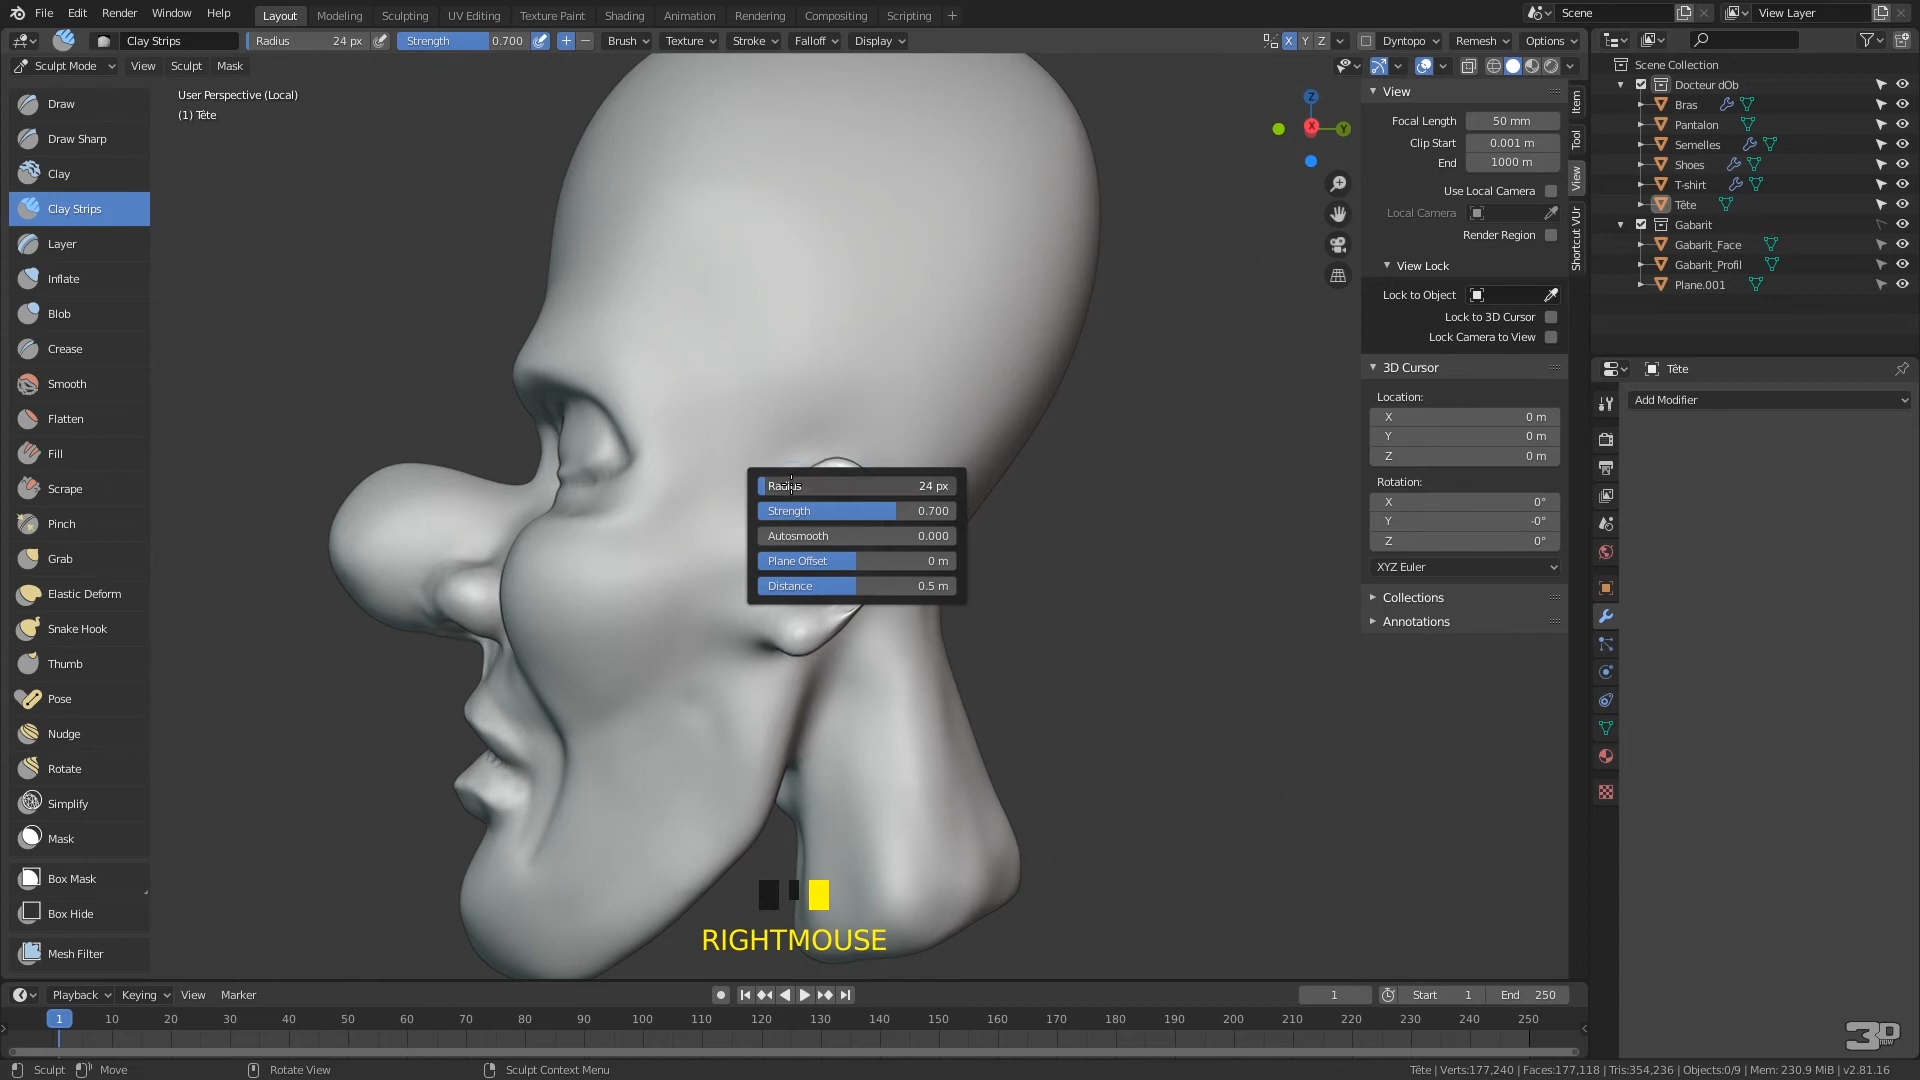 File Edit Render Window Help Layout Modeling Sculpting UV Editing Texture Paint Shading Animation Rendering Compositing Scripting + Scene View Layer
Clay Strips Radius 24 px Strength 0.700 + − Brush Texture Stroke Falloff Display X Y Z Dyntopo Remesh Options
Sculpt Mode View Sculpt Mask
User Perspective (Local)
(1) Tête
Draw
Draw Sharp
Clay
Clay Strips
Layer
Inflate
Blob
Crease
Smooth
Flatten
Fill
Scrape
Pinch
Grab
Elastic Deform
Snake Hook
Thumb
Pose
Nudge
Rotate
Simplify
Mask
Box Mask
Box Hide
Mesh Filter
Z
X
Y
Radius 24 px
Strength 0.700
Autosmooth 0.000
Plane Offset 0 m
Distance 0.5 m
RIGHTMOUSE
View
Focal Length 50 mm
Clip Start 0.001 m
End 1000 m
Use Local Camera
Local Camera
Render Region
View Lock
Lock to Object
Lock to 3D Cursor
Lock Camera to View
3D Cursor
Location:
X 0 m
Y 0 m
Z 0 m
Rotation:
X 0°
Y -0°
Z 0°
XYZ Euler
Collections
Annotations
Item
Tool
View
Shortcut VUr
Scene Collection
Docteur dOb
Bras
Pantalon
Semelles
Shoes
T-shirt
Tête
Gabarit
Gabarit_Face
Gabarit_Profil
Plane.001
Tête
Add Modifier
Playback Keying View Marker 1 Start 1 End 250
1 10 20 30 40 50 60 70 80 90 100 110 120 130 140 150 160 170 180 190 200 210 220 230 240 250
3D
now
Sculpt Move Rotate View Sculpt Context Menu Tête | Verts:177,240 | Faces:177,118 | Tris:354,236 | Objects:0/9 | Mem: 230.9 MiB | v2.81.16